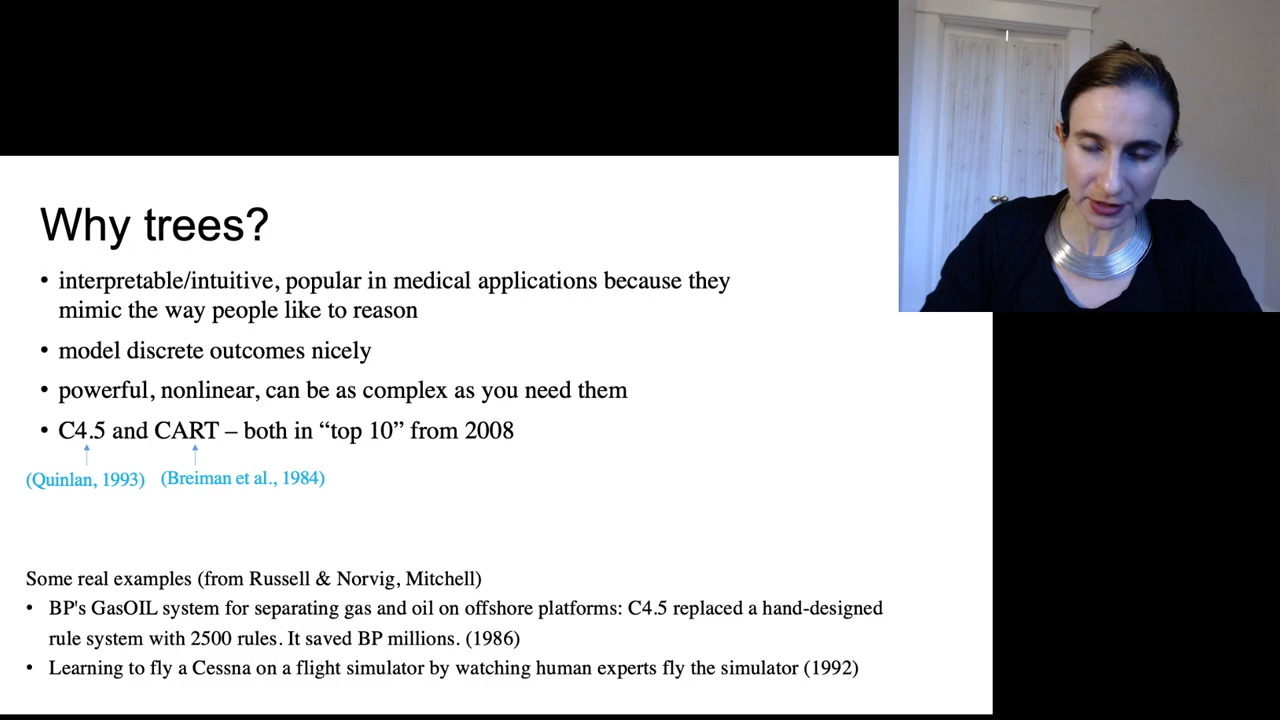 Why trees?
• interpretable/intuitive, popular in medical applications because they
mimic the way people like to reason
• model discrete outcomes nicely
• powerful, nonlinear, can be as complex as you need them
• C4.5 and CART – both in “top 10” from 2008
(Quinlan, 1993) (Breiman et al., 1984)
Some real examples (from Russell & Norvig, Mitchell)
• BP's GasOIL system for separating gas and oil on offshore platforms: C4.5 replaced a hand-designed
rule system with 2500 rules. It saved BP millions. (1986)
• Learning to fly a Cessna on a flight simulator by watching human experts fly the simulator (1992)